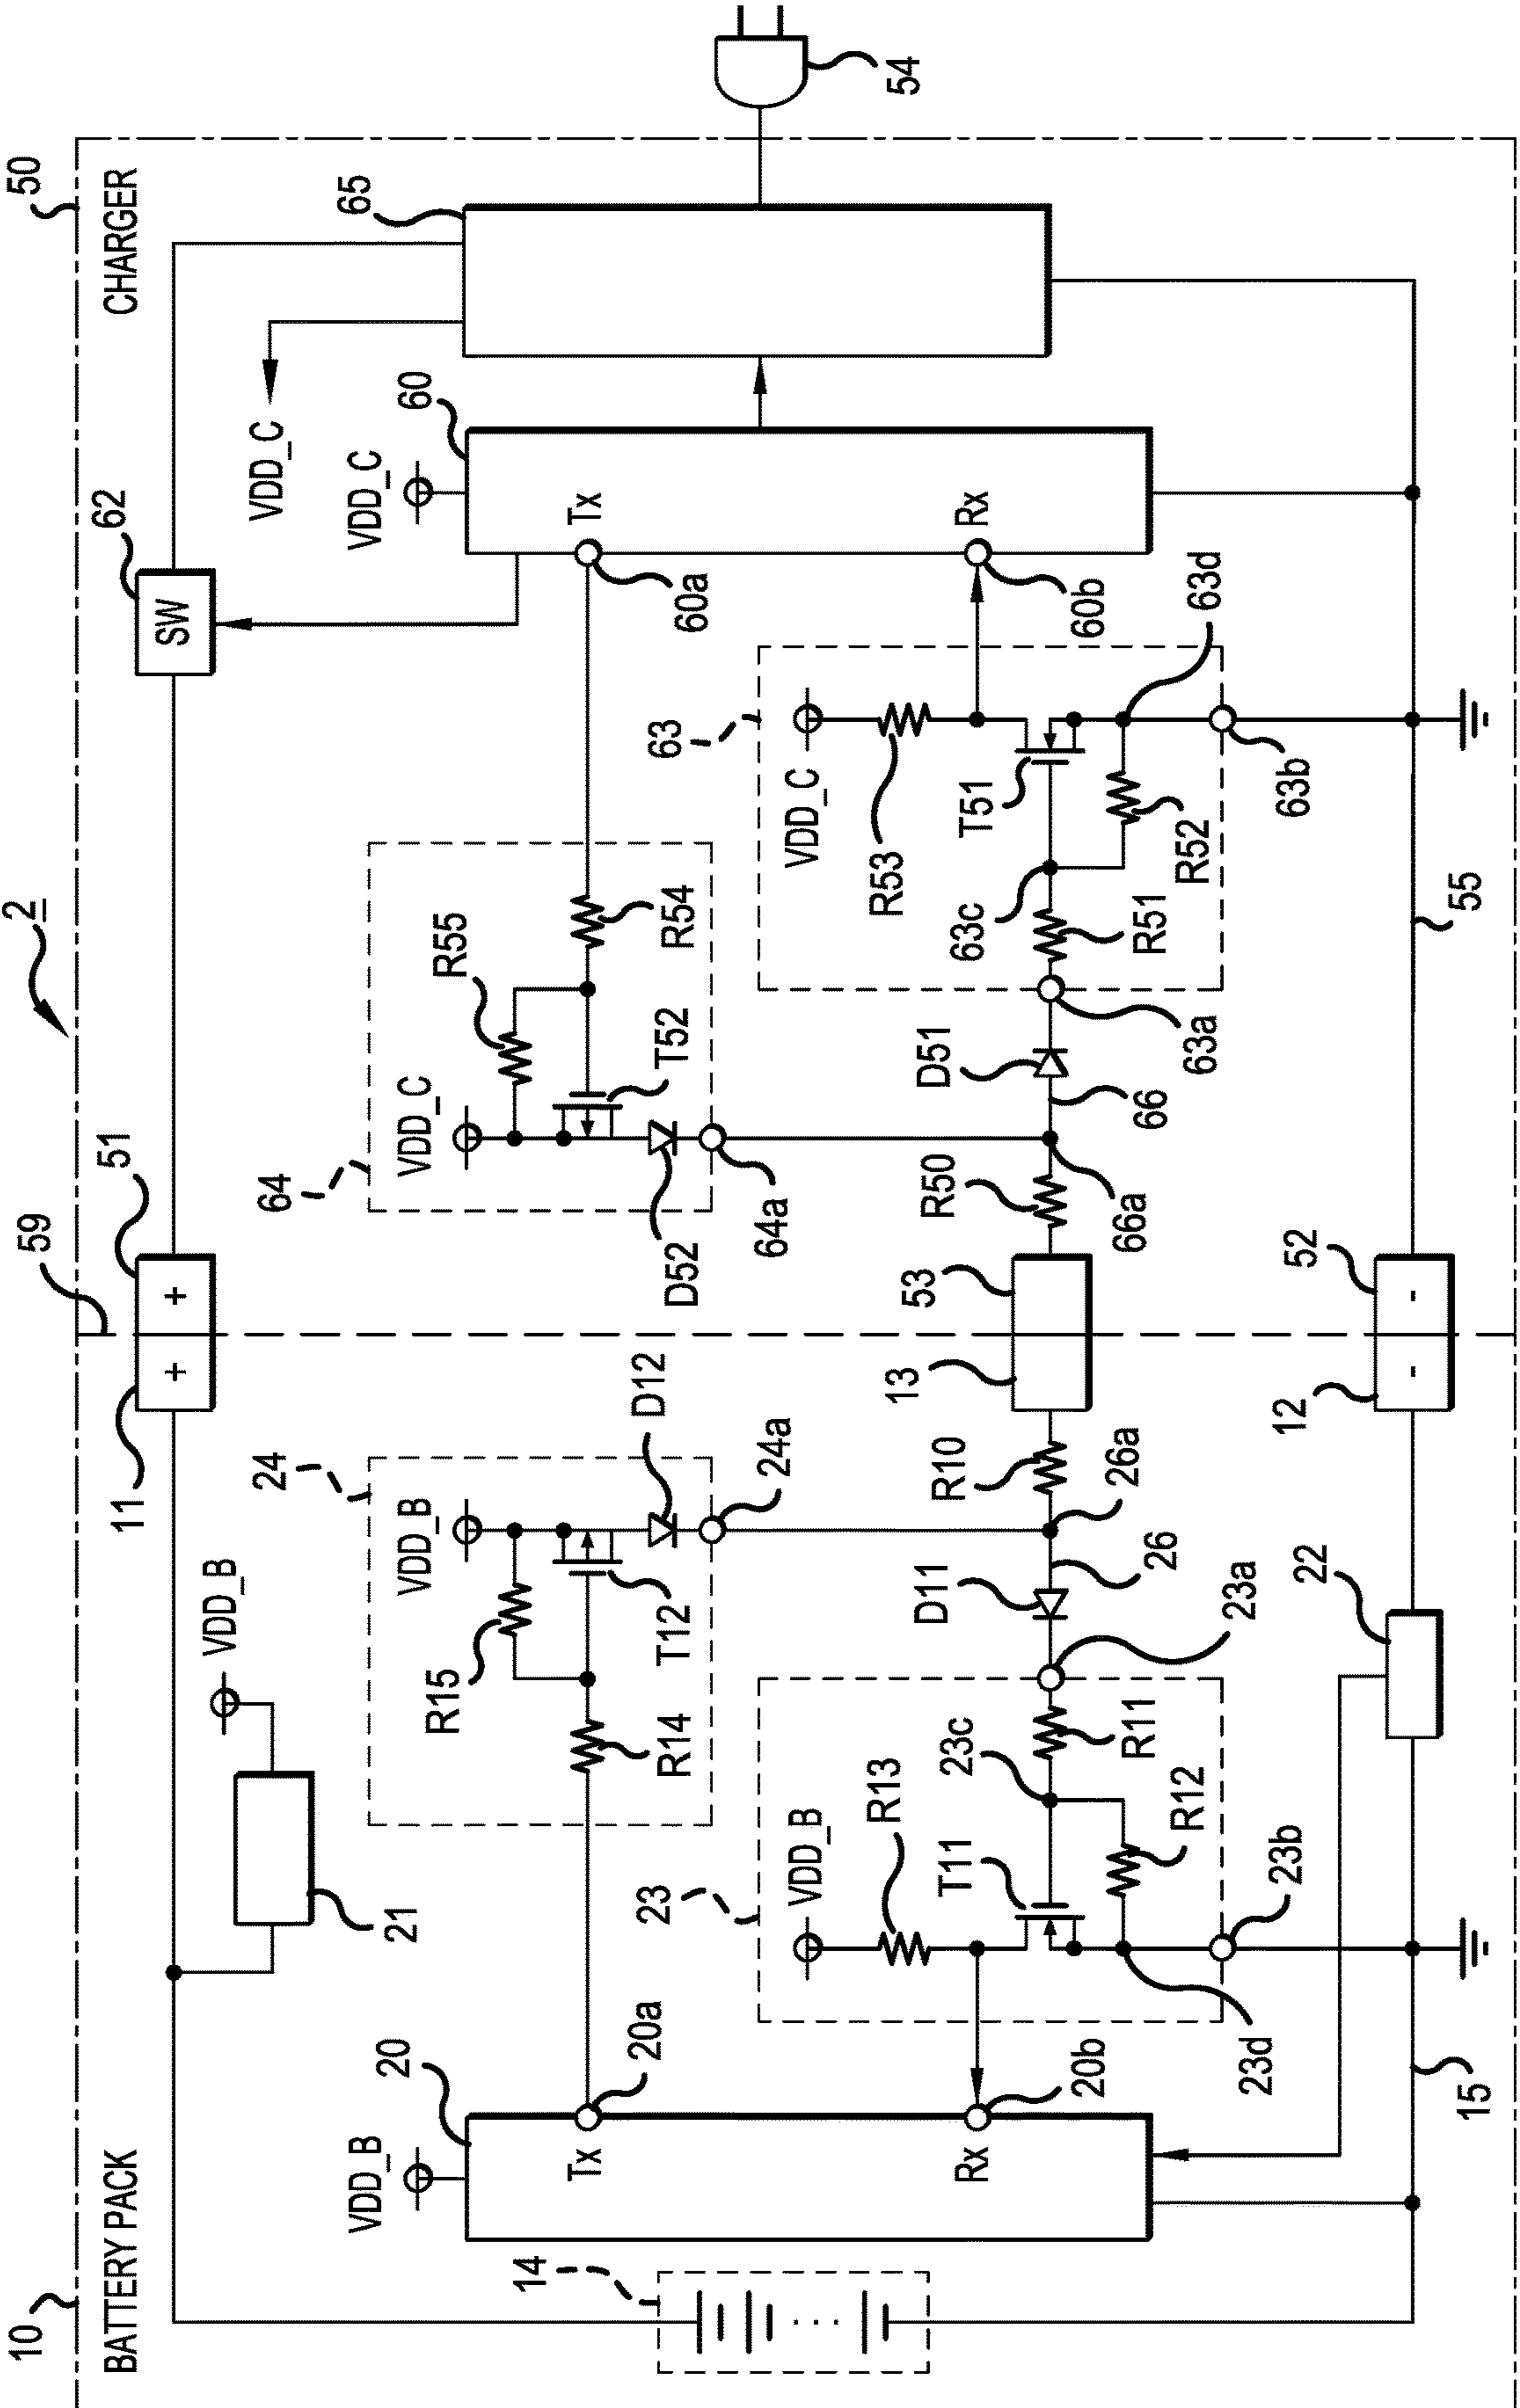 2
10
BATTERY PACK
59
50
CHARGER
11
+
+
51
62
SW
VDD_B
21
VDD_C
65
54
24
VDD_B
R15
T12
R14
D12
24a
64
VDD_C
R55
T52
R54
D52
64a
VDD_B
20
Tx
20a
Rx
20b
VDD_C
60
Tx
60a
Rx
60b
14
23
VDD_B
R13
T11
23c
R11
R12
23a
23b
23d
D11
26
26a
R10
13
53
R50
66a
66
D51
63a
63
VDD_C
R53
T51
63c
R51
R52
63d
63b
15
22
12
-
-
52
55